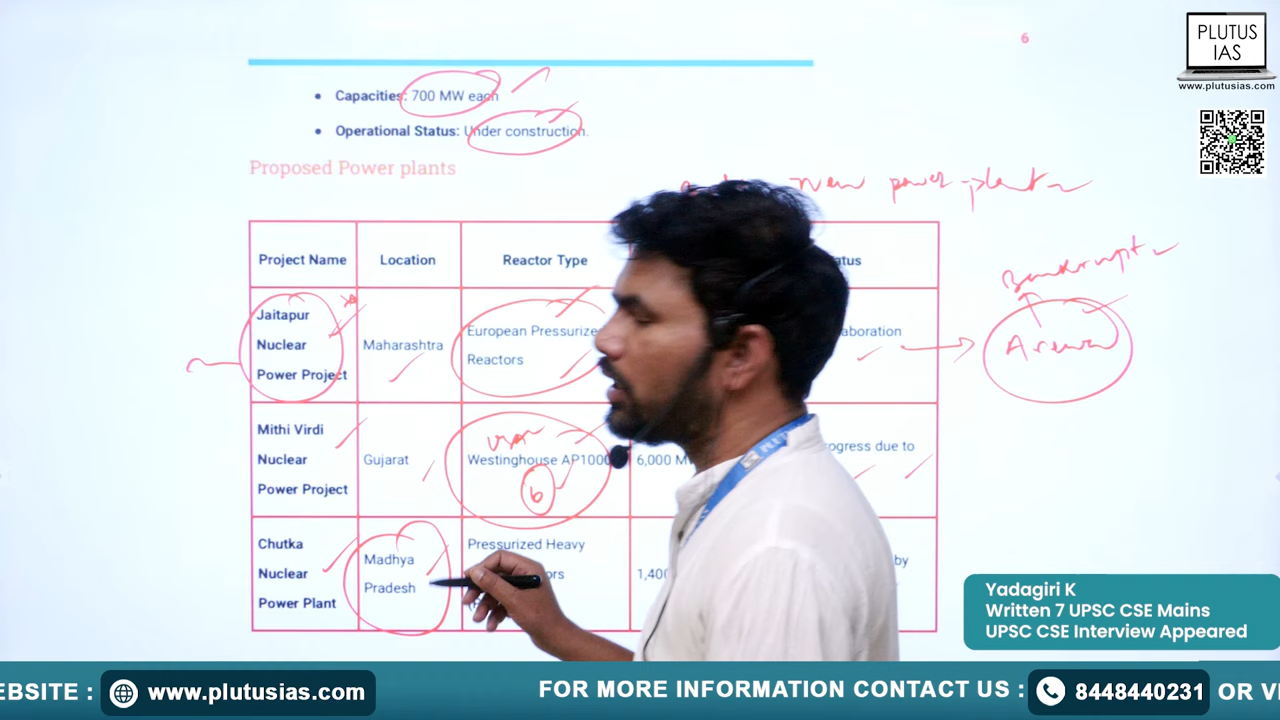 6
PLUTUS
IAS
www.plutusias.com
Capacities: 700 MW each
Operational Status: Under construction.
Proposed Power plants
new power plant
Project Name Location Reactor Type
Jaitapur
Nuclear
Power Project
Maharashtra
European Pressurize
Reactors
aboration
Areva
Bankrupt
Mithi Virdi
Nuclear
Power Project
Gujarat
Westinghouse AP1000
6
6,000 M
ogress due to
Chutka
Nuclear
Power Plant
Madhya
Pradesh
Pressurized Heavy
ors
1,400
by
Yadagiri K
Written 7 UPSC CSE Mains
UPSC CSE Interview Appeared
EBSITE : www.plutusias.com FOR MORE INFORMATION CONTACT US : 8448440231 OR VI